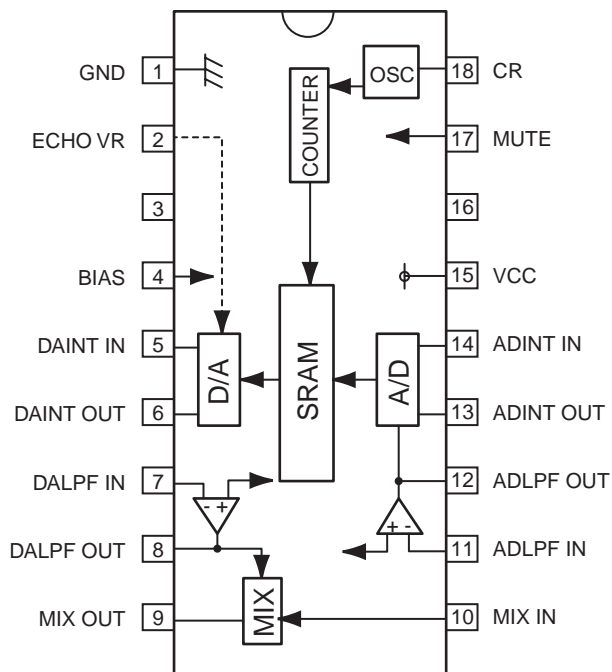 GND 1
ECHO VR 2
3
BIAS 4
DAINT IN 5
DAINT OUT 6
DALPF IN 7
DALPF OUT 8
MIX OUT 9
OSC
COUNTER
SRAM
D/A
A/D
- +
+ -
MIX
18 CR
17 MUTE
16
15 VCC
14 ADINT IN
13 ADINT OUT
12 ADLPF OUT
11 ADLPF IN
10 MIX IN